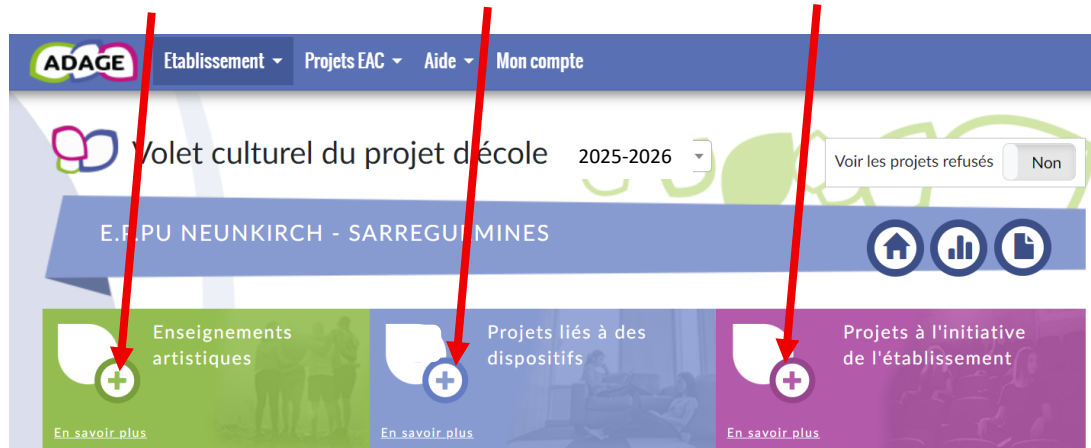 ADAGE Etablissement Projets EAC Aide Mon compte
Volet culturel du projet d'école 2025-2026 Voir les projets refusés Non
E.E.PU NEUNKIRCH - SARREGUEMINES
Enseignements
artistiques
En savoir plus
Projets liés à des
dispositifs
En savoir plus
Projets à l'initiative
de l'établissement
En savoir plus